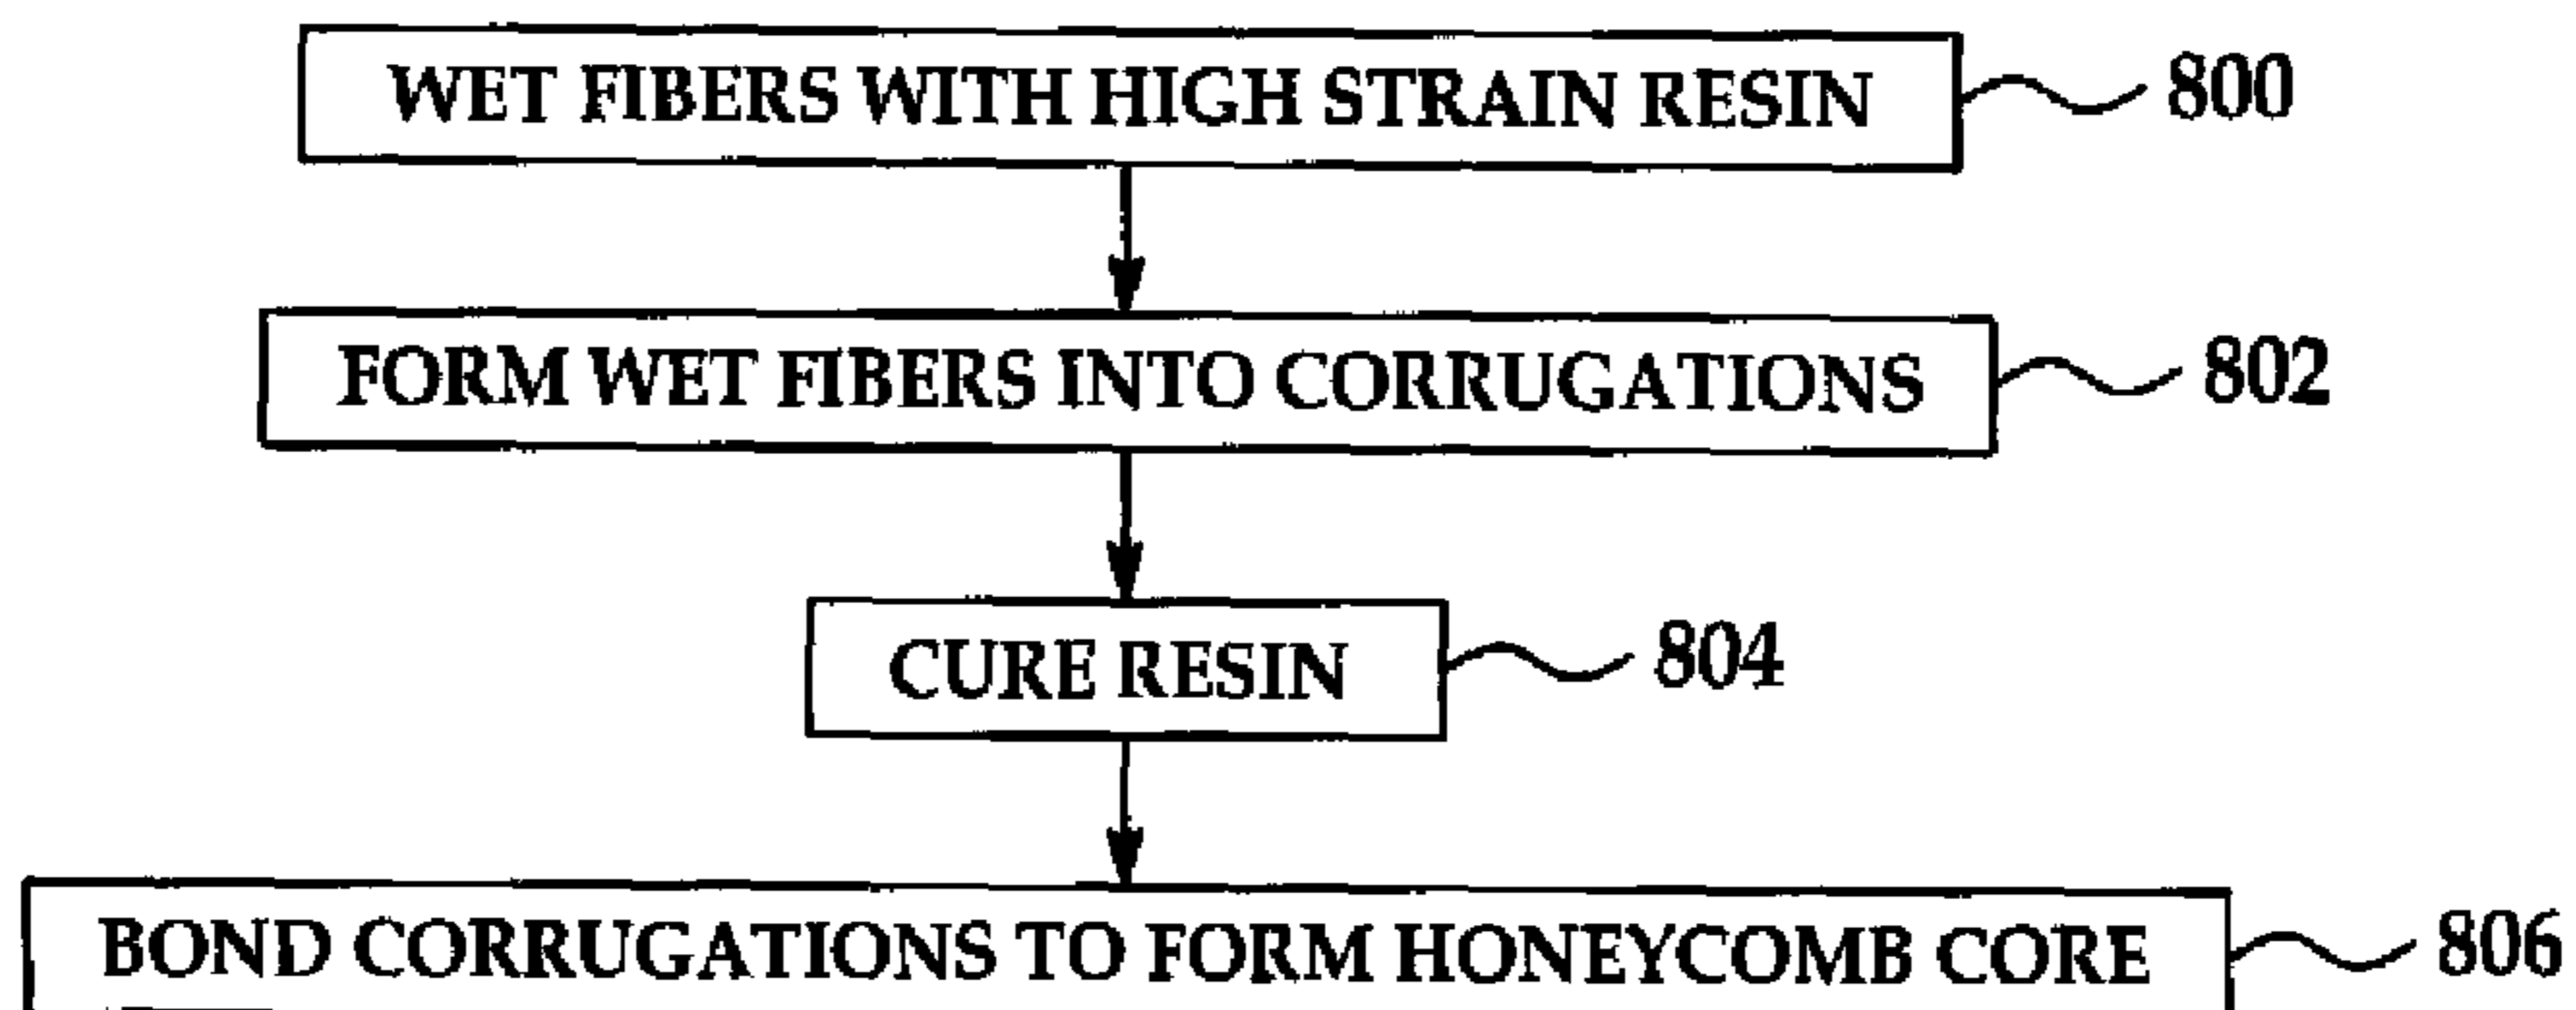 WET FIBERS WITH HIGH STRAIN RESIN 800
FORM WET FIBERS INTO CORRUGATIONS 802
CURE RESIN 804
BOND CORRUGATIONS TO FORM HONEYCOMB CORE 806